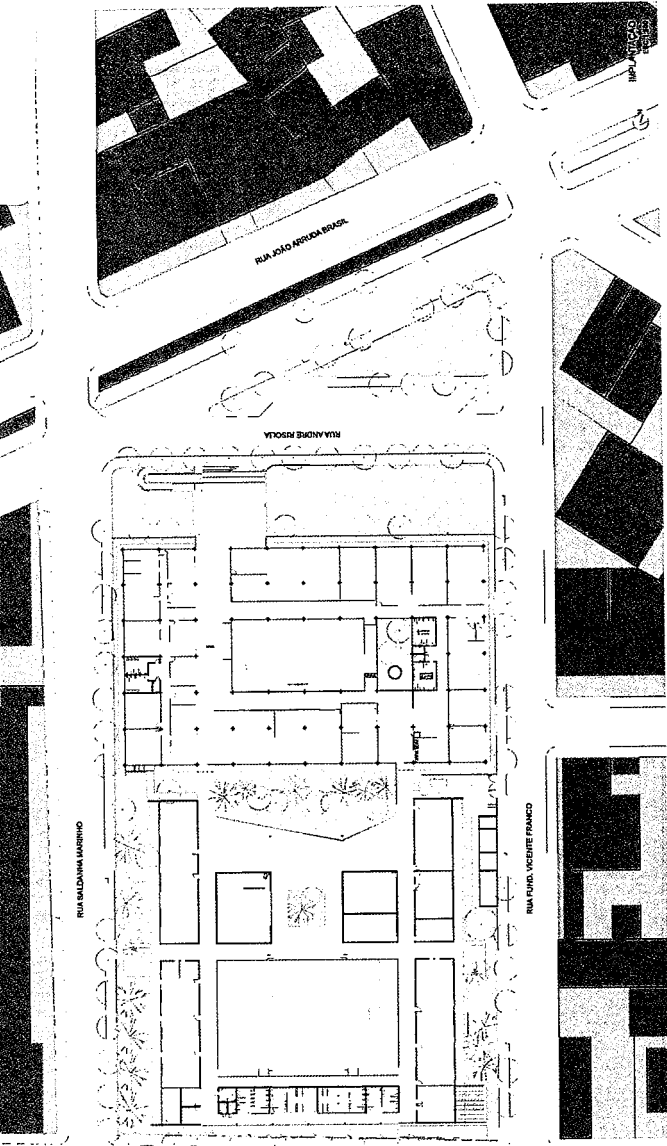 IMPLANTAÇÃO
RUA JOÃO ARRUDA BRASIL
RUA ANDRÉ RISOLIA
RUA SALDANHA MARINHO
RUA FUND. VICENTE FRANCO